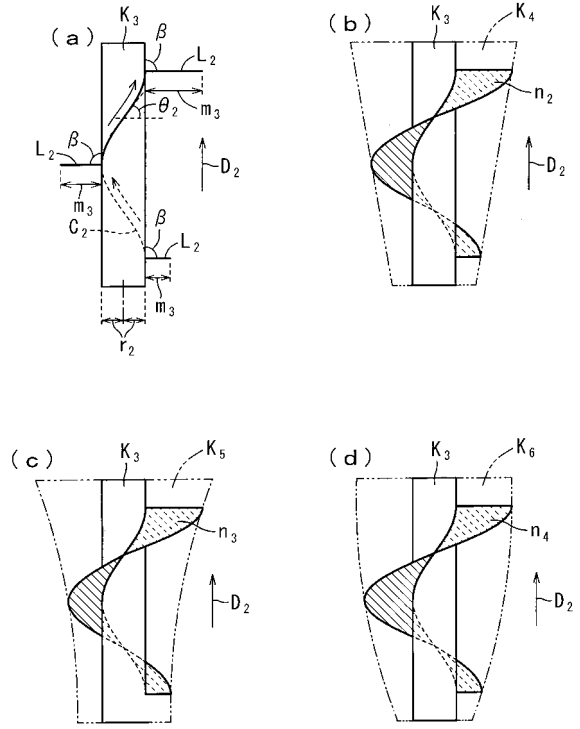 (a)
K₃
β
L₂
m₃
θ₂
L₂
β
m₃
C₂
D₂
β
L₂
m₃
r₂
(b)
K₃
K₄
n₂
D₂
(c)
K₃
K₅
n₃
D₂
(d)
K₃
K₆
n₄
D₂